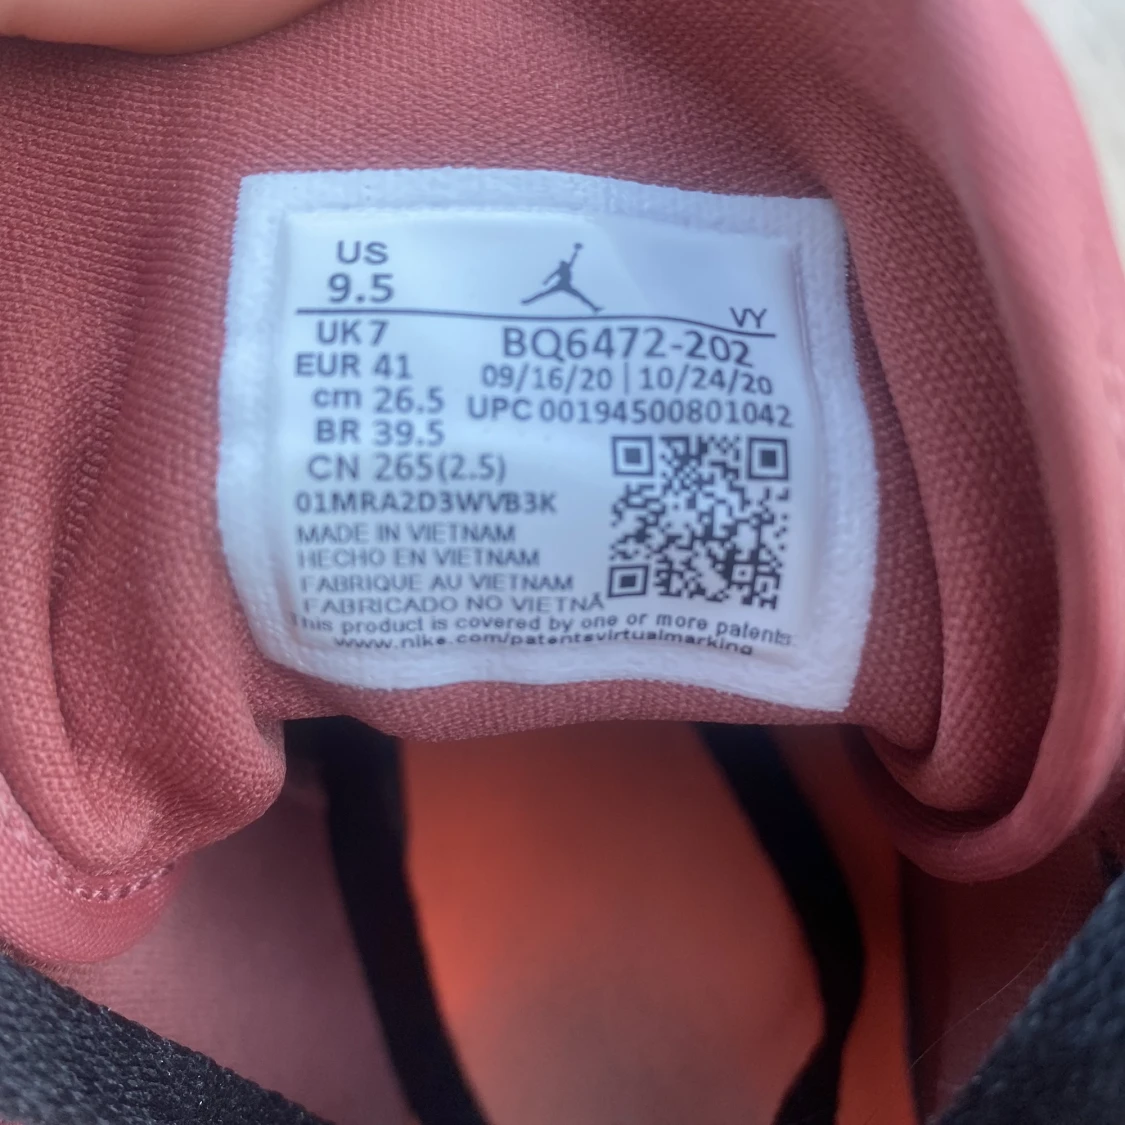 US
9.5
VY
UK 7
BQ6472-202
EUR 41
09/16/20 | 10/24/20
cm 26.5
UPC 00194500801042
BR 39.5
CN 265(2.5)
01MRA2D3WVB3K
MADE IN VIETNAM
HECHO EN VIETNAM
FABRIQUE AU VIETNAM
FABRICADO NO VIETNÃ
This product is covered by one or more patents:
www.nike.com/patentsvirtualmarking